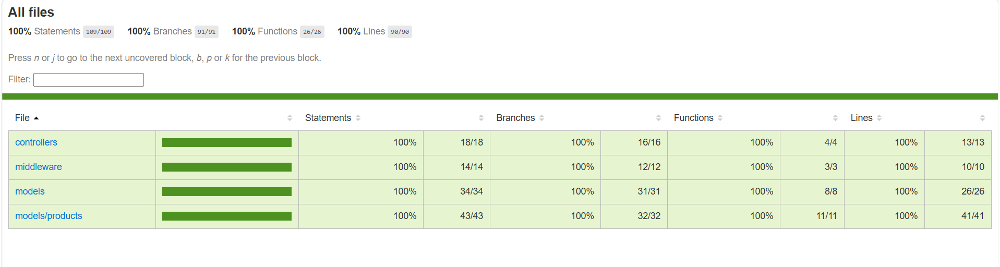 All files
100% Statements 109/109 100% Branches 91/91 100% Functions 26/26 100% Lines 90/90
Press n or j to go to the next uncovered block, b, p or k for the previous block.
Filter:
File Statements Branches Functions Lines
controllers 100% 18/18 100% 16/16 100% 4/4 100% 13/13
middleware 100% 14/14 100% 12/12 100% 3/3 100% 10/10
models 100% 34/34 100% 31/31 100% 8/8 100% 26/26
models/products 100% 43/43 100% 32/32 100% 11/11 100% 41/41